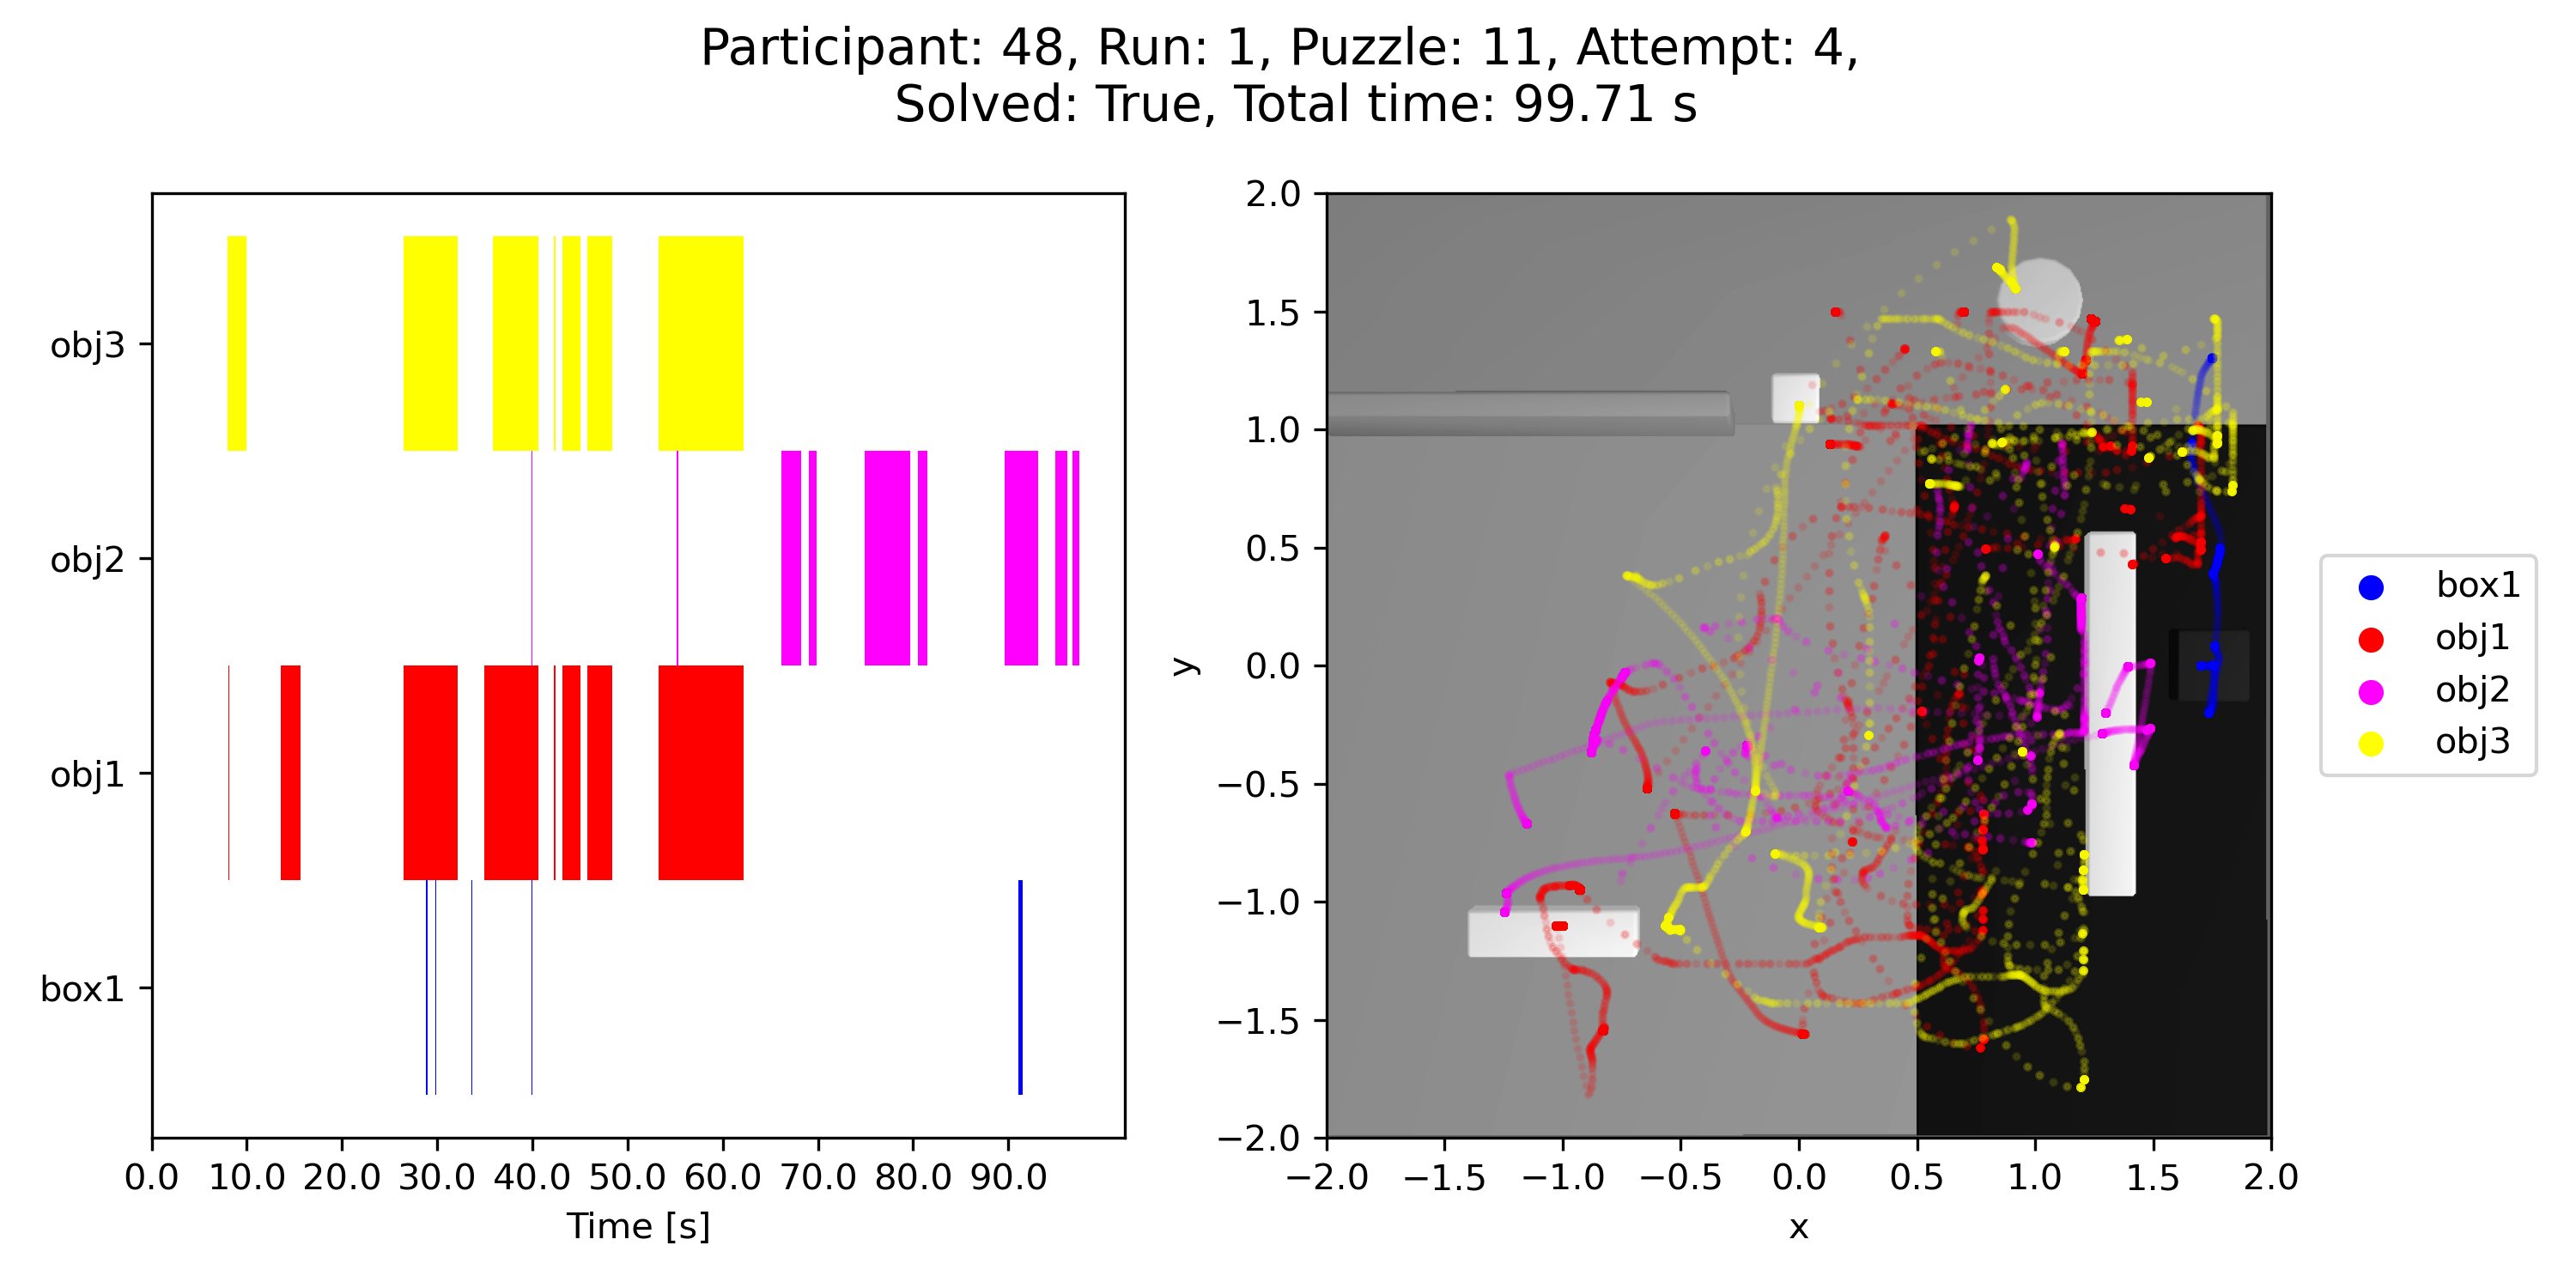 Participant: 48, Run: 1, Puzzle: 11, Attempt: 4,
Solved: True, Total time: 99.71 s
obj3
obj2
obj1
box1
0.0 10.0 20.0 30.0 40.0 50.0 60.0 70.0 80.0 90.0
Time [s]
2.0
1.5
1.0
0.5
0.0
−0.5
−1.0
−1.5
−2.0
y
−2.0 −1.5 −1.0 −0.5 0.0 0.5 1.0 1.5 2.0
x
box1
obj1
obj2
obj3